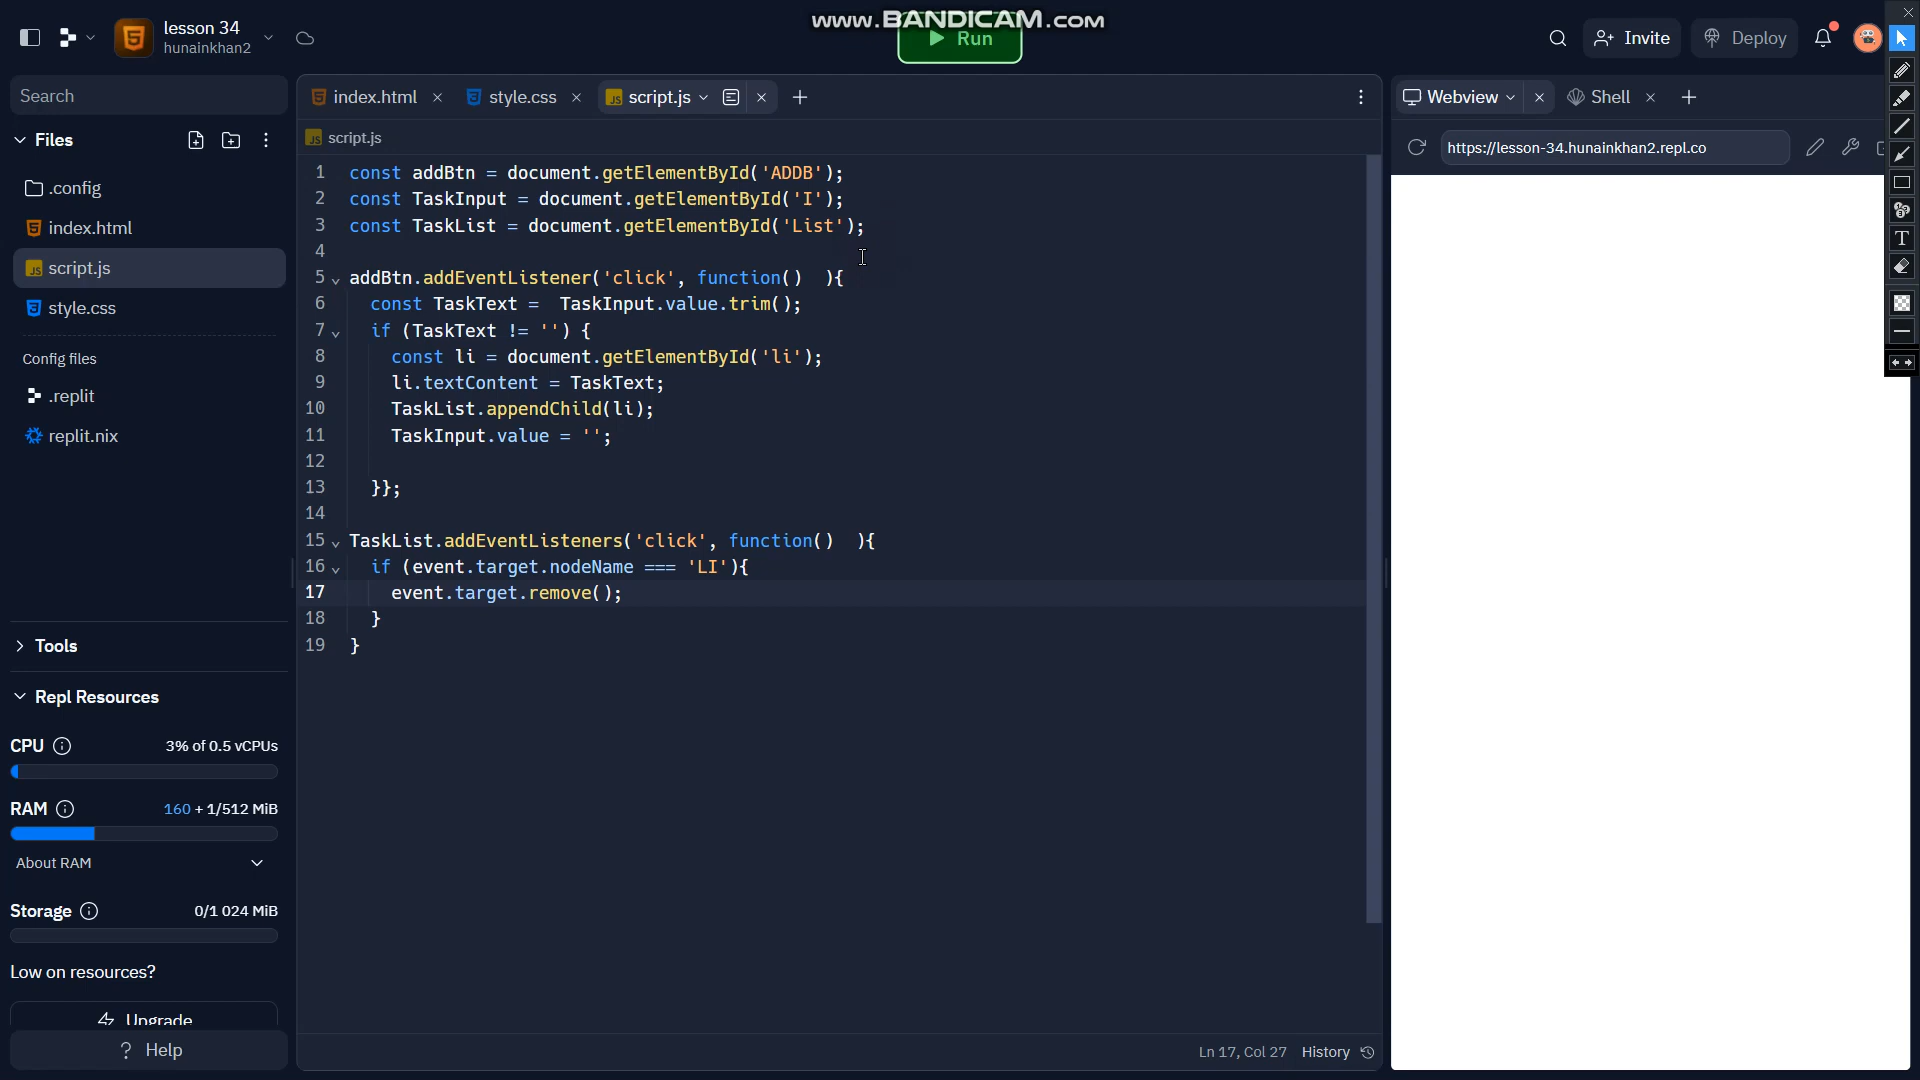 www.BANDICAM.com
lesson 34
hunainkhan2
Run
Invite
Deploy
Search
index.html
style.css
script.js
Webview
Shell
Files
script.js
https://lesson-34.hunainkhan2.repl.co
.config
index.html
script.js
style.css
Config files
.replit
replit.nix
Tools
Repl Resources
CPU
3% of 0.5 vCPUs
RAM
160 + 1/512 MiB
About RAM
Storage
0/1 024 MiB
Low on resources?
Upgrade
? Help
1 const addBtn = document.getElementById('ADDB');
2 const TaskInput = document.getElementById('I');
3 const TaskList = document.getElementById('List');
4
5 addBtn.addEventListener('click', function()  ){
6   const TaskText =  TaskInput.value.trim();
7   if (TaskText != '') {
8     const li = document.getElementById('li');
9     li.textContent = TaskText;
10     TaskList.appendChild(li);
11     TaskInput.value = '';
12
13   }};
14
15 TaskList.addEventListeners('click', function()  ){
16   if (event.target.nodeName === 'LI'){
17     event.target.remove();
18   }
19 }
Ln 17, Col 27 History
T